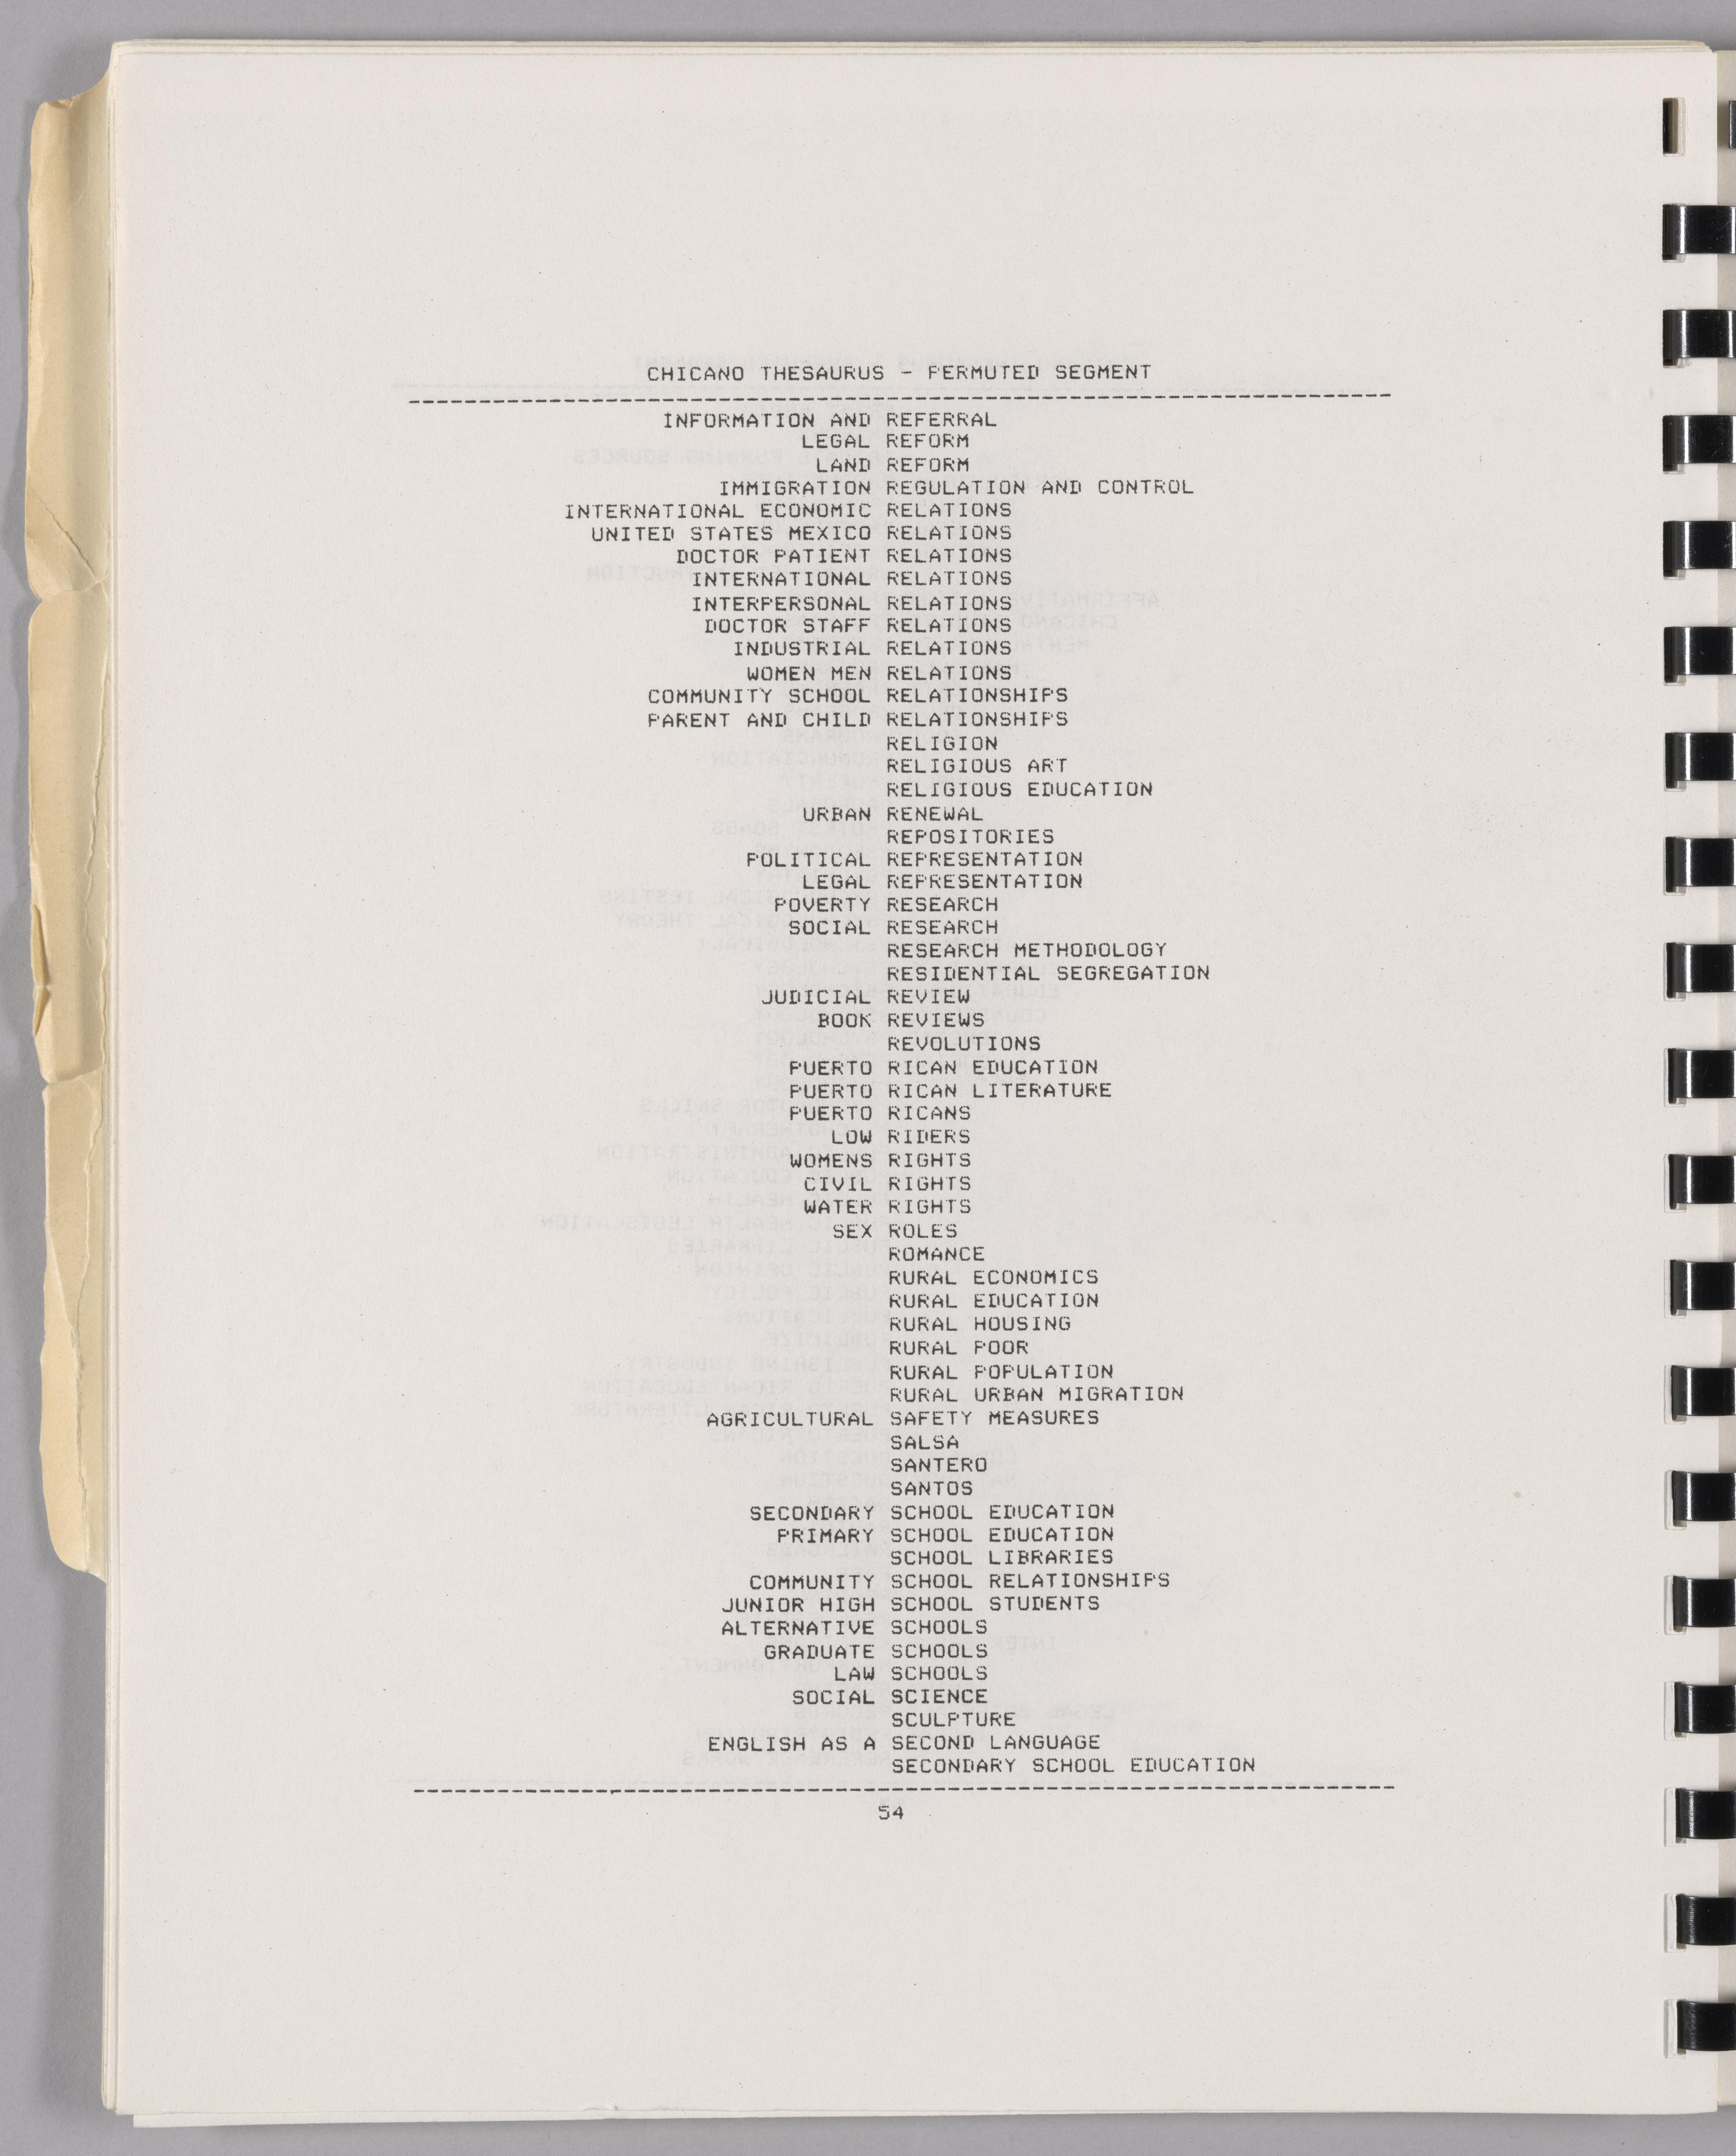 CHICANO THESAURUS - PERMUTED SEGMENT
INFORMATION AND REFERRAL
LEGAL REFORM
LAND REFORM
IMMIGRATION REGULATION AND CONTROL
INTERNATIONAL ECONOMIC RELATIONS
UNITED STATES MEXICO RELATIONS
DOCTOR PATIENT RELATIONS
INTERNATIONAL RELATIONS
INTERPERSONAL RELATIONS
DOCTOR STAFF RELATIONS
INDUSTRIAL RELATIONS
WOMEN MEN RELATIONS
COMMUNITY SCHOOL RELATIONSHIPS
PARENT AND CHILD RELATIONSHIPS
RELIGION
RELIGIOUS ART
RELIGIOUS EDUCATION
URBAN RENEWAL
REPOSITORIES
POLITICAL REPRESENTATION
LEGAL REPRESENTATION
POVERTY RESEARCH
SOCIAL RESEARCH
RESEARCH METHODOLOGY
RESIDENTIAL SEGREGATION
JUDICIAL REVIEW
BOOK REVIEWS
REVOLUTIONS
PUERTO RICAN EDUCATION
PUERTO RICAN LITERATURE
PUERTO RICANS
LOW RIDERS
WOMENS RIGHTS
CIVIL RIGHTS
WATER RIGHTS
SEX ROLES
ROMANCE
RURAL ECONOMICS
RURAL EDUCATION
RURAL HOUSING
RURAL POOR
RURAL POPULATION
RURAL URBAN MIGRATION
AGRICULTURAL SAFETY MEASURES
SALSA
SANTERO
SANTOS
SECONDARY SCHOOL EDUCATION
PRIMARY SCHOOL EDUCATION
SCHOOL LIBRARIES
COMMUNITY SCHOOL RELATIONSHIPS
JUNIOR HIGH SCHOOL STUDENTS
ALTERNATIVE SCHOOLS
GRADUATE SCHOOLS
LAW SCHOOLS
SOCIAL SCIENCE
SCULPTURE
ENGLISH AS A SECOND LANGUAGE
SECONDARY SCHOOL EDUCATION
54